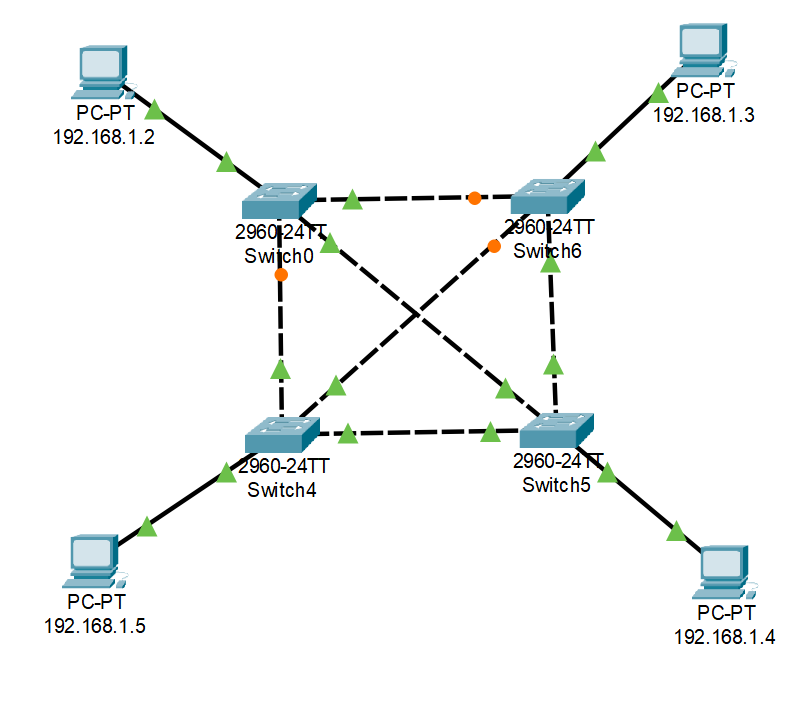 PC-PT
192.168.1.2
PC-PT
192.168.1.3
2960-24TT
Switch0
2960-24TT
Switch6
2960-24TT
Switch4
2960-24TT
Switch5
PC-PT
192.168.1.5
PC-PT
192.168.1.4